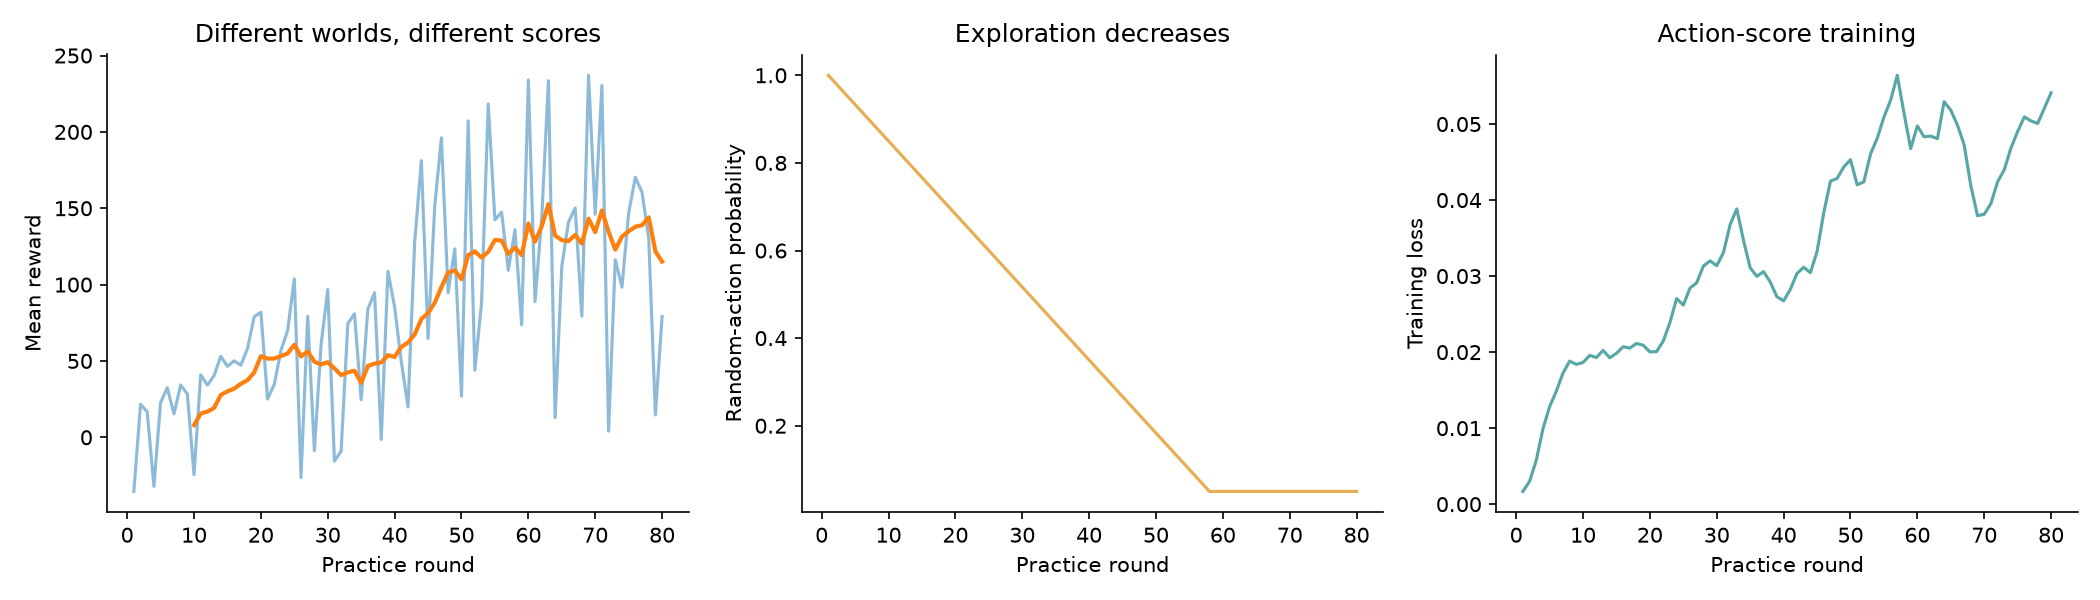 Different worlds, different scores
250
200
150
100
50
0
Mean reward
0 10 20 30 40 50 60 70 80
Practice round
Exploration decreases
1.0
0.8
0.6
0.4
0.2
Random-action probability
0 10 20 30 40 50 60 70 80
Practice round
Action-score training
0.05
0.04
0.03
0.02
0.01
0.00
Training loss
0 10 20 30 40 50 60 70 80
Practice round